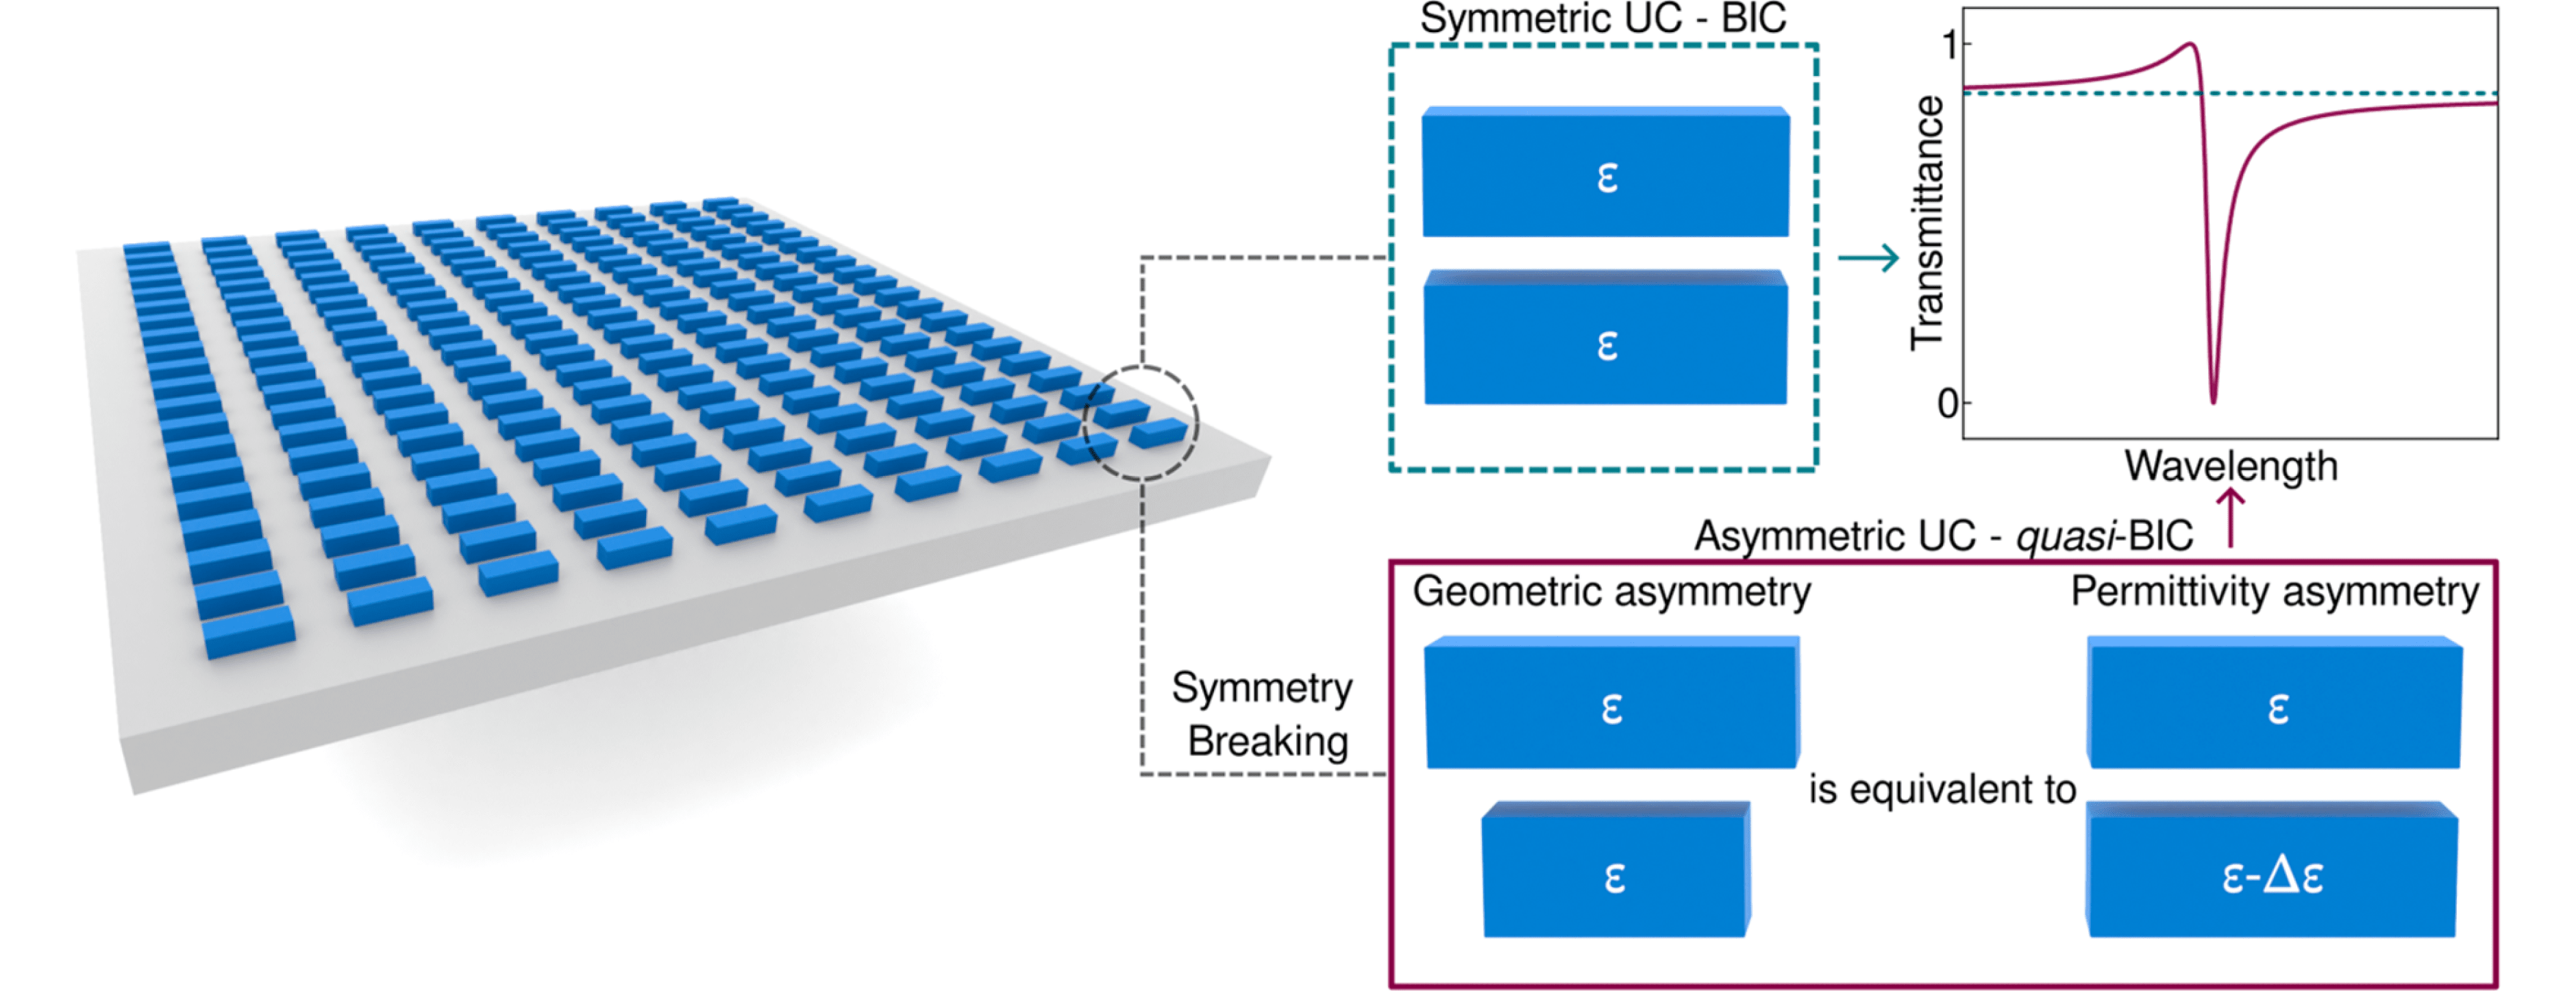 Symmetric UC - BIC
ε
ε
1
0
Transmittance
Wavelength
Symmetry
Breaking
Asymmetric UC - quasi-BIC
Geometric asymmetry
Permittivity asymmetry
ε
ε
is equivalent to
ε
ε-Δε